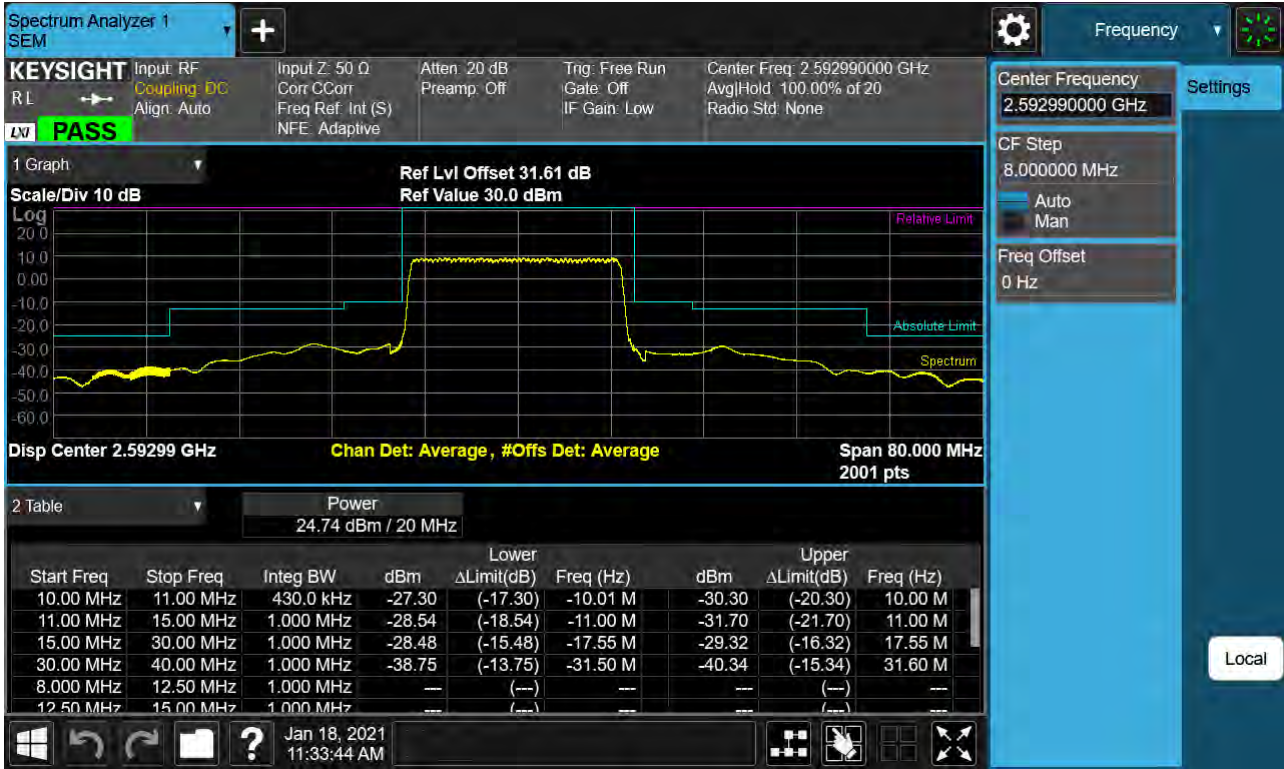 Spectrum Analyzer 1
SEM
Frequency
KEYSIGHT
R L
LXI
PASS
Input: RF
Coupling: DC
Align: Auto
Input Z: 50 Ω
Corr CCorr
Freq Ref: Int (S)
NFE: Adaptive
Atten: 20 dB
Preamp: Off
Trig: Free Run
Gate: Off
IF Gain: Low
Center Freq: 2.592990000 GHz
Avg|Hold: 100.00% of 20
Radio Std: None
Center Frequency
2.592990000 GHz
Settings
CF Step
8.000000 MHz
Auto
Man
Freq Offset
0 Hz
Local
1 Graph
Ref Lvl Offset 31.61 dB
Scale/Div 10 dB
Ref Value 30.0 dBm
Log
20.0
10.0
0.00
-10.0
-20.0
-30.0
-40.0
-50.0
-60.0
Relative Limit
Absolute Limit
Spectrum
Disp Center 2.59299 GHz
Chan Det: Average, #Offs Det: Average
Span 80.000 MHz
2001 pts
2 Table
Power
24.74 dBm / 20 MHz
Lower Upper
Start Freq Stop Freq Integ BW dBm ΔLimit(dB) Freq (Hz) dBm ΔLimit(dB) Freq (Hz)
10.00 MHz 11.00 MHz 430.0 kHz -27.30 (-17.30) -10.01 M -30.30 (-20.30) 10.00 M
11.00 MHz 15.00 MHz 1.000 MHz -28.54 (-18.54) -11.00 M -31.70 (-21.70) 11.00 M
15.00 MHz 30.00 MHz 1.000 MHz -28.48 (-15.48) -17.55 M -29.32 (-16.32) 17.55 M
30.00 MHz 40.00 MHz 1.000 MHz -38.75 (-13.75) -31.50 M -40.34 (-15.34) 31.60 M
8.000 MHz 12.50 MHz 1.000 MHz --- (---) --- --- (---) ---
12.50 MHz 15.00 MHz 1.000 MHz --- (---) --- --- (---) ---
?
Jan 18, 2021
11:33:44 AM